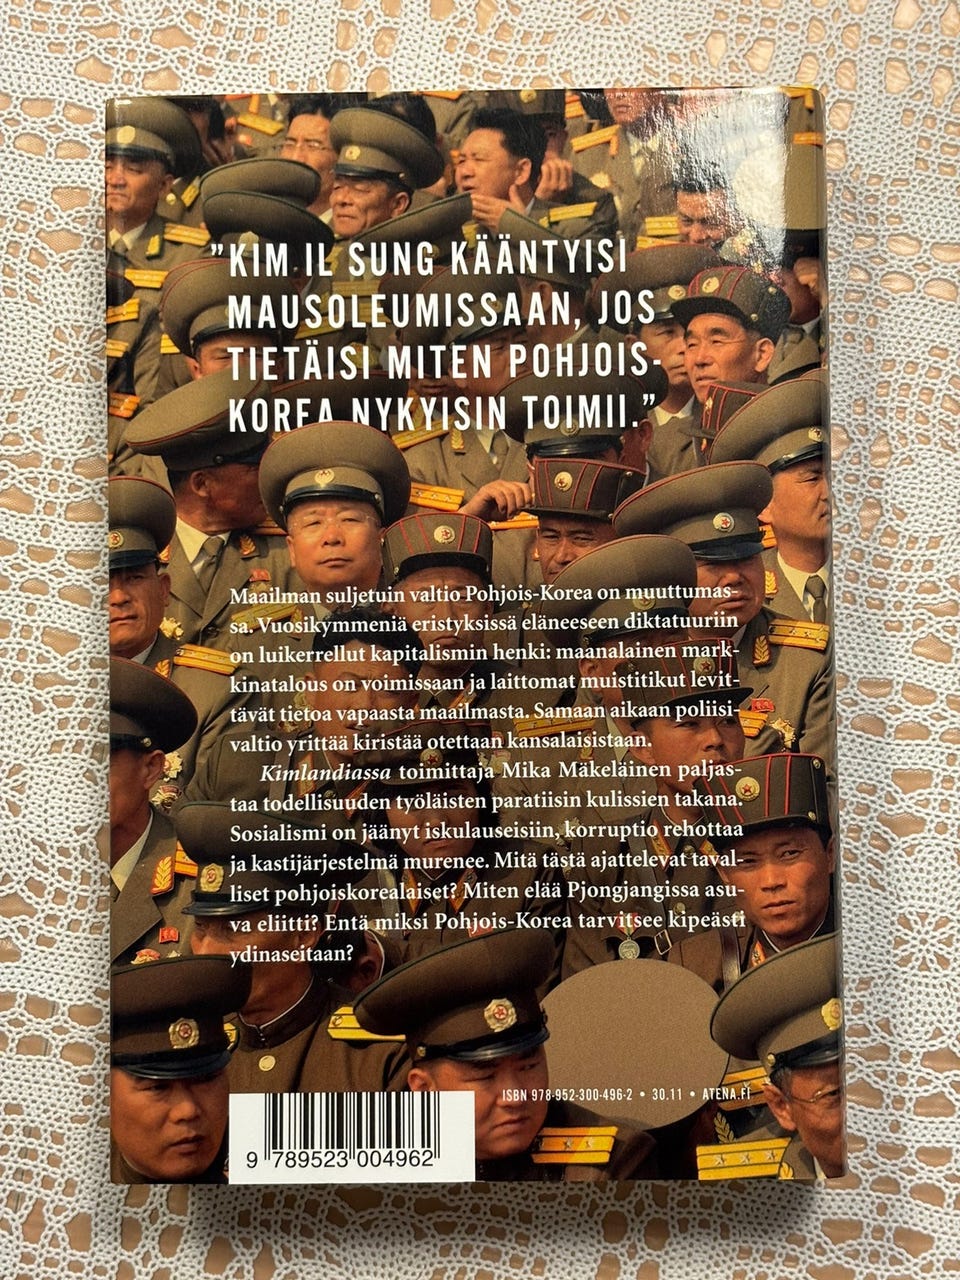 ”KIM IL SUNG KÄÄNTYISI
MAUSOLEUMISSAAN, JOS
TIETÄISI MITEN POHJOIS-
KOREA NYKYISIN TOIMII.”
Maailman suljetuin valtio Pohjois-Korea on muuttumas-
sa. Vuosikymmeniä eristyksissä eläneeseen diktatuuriin
on luikerrellut kapitalismin henki: maanalainen mark-
kinatalous on voimissaan ja laittomat muistitikut levit-
tävät tietoa vapaasta maailmasta. Samaan aikaan poliisi-
valtio yrittää kiristää otettaan kansalaisistaan.
Kimlandiassa toimittaja Mika Mäkeläinen paljas-
taa todellisuuden työläisten paratiisin kulissien takana.
Sosialismi on jäänyt iskulauseisiin, korruptio rehottaa
ja kastijärjestelmä murenee. Mitä tästä ajattelevat taval-
liset pohjoiskorealaiset? Miten elää Pjongjangissa asu-
va eliitti? Entä miksi Pohjois-Korea tarvitsee kipeästi
ydinaseitaan?
ISBN 978-952-300-496-2 • 30.11 • ATENA.FI
9 789523 004962